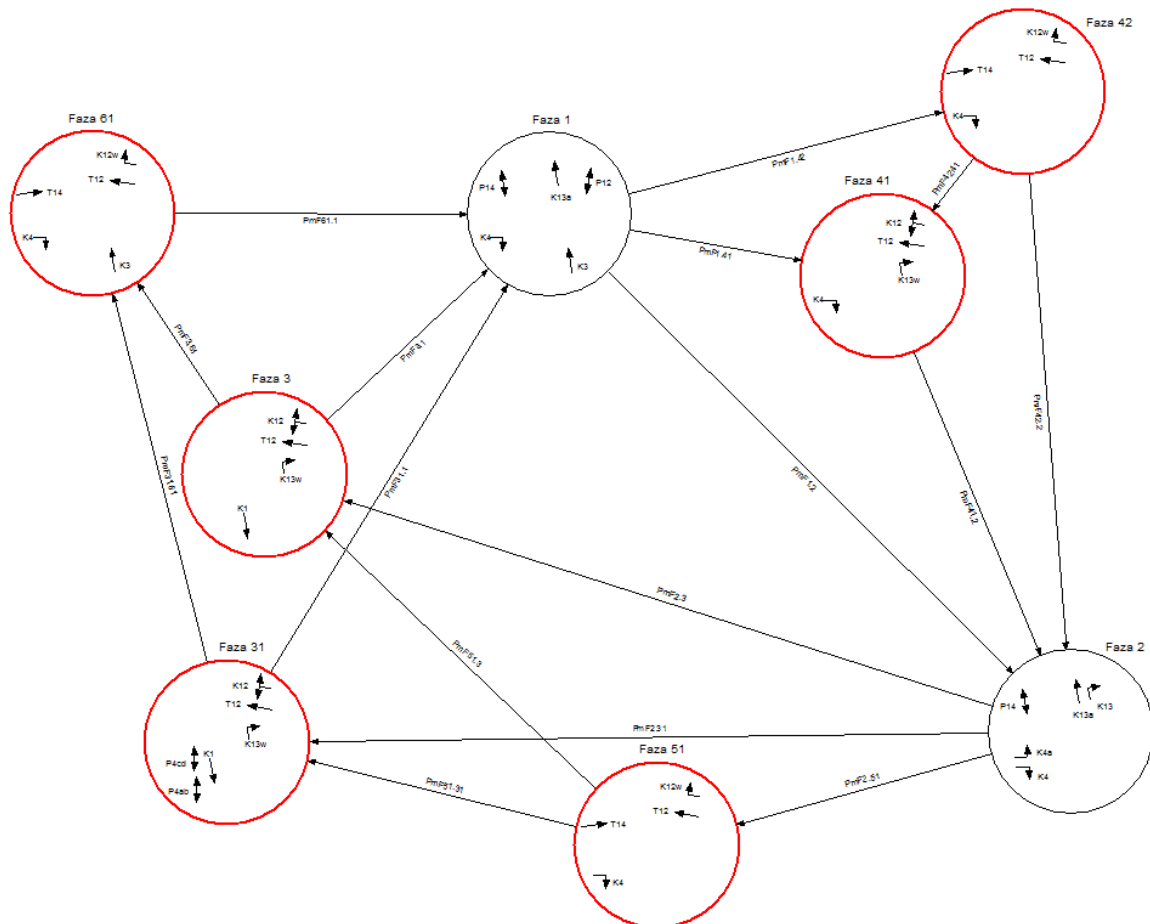 Faza 42
K12w
T12
T14
K4
Faza 61
K12w
T12
T14
K4
K3
PmF61.1
Faza 1
P14
K13a
P12
K4
K3
PmF1.42
PmF42.41
PmF1.41
Faza 41
K12
T12
K13w
K4
PmF3.61
PmF3.1
Faza 3
K12
T12
K13w
K1
PmF31.61
PmF31.1
PmF1.2
PmF41.2
PmF42.2
PmF2.3
PmF51.3
Faza 31
K12
T12
K13w
P4cd
K1
P4ab
PmF2.51
PmF51.31
Faza 51
K12w
T12
T14
K4
Faza 2
P14
K13a
K13
K4a
K4